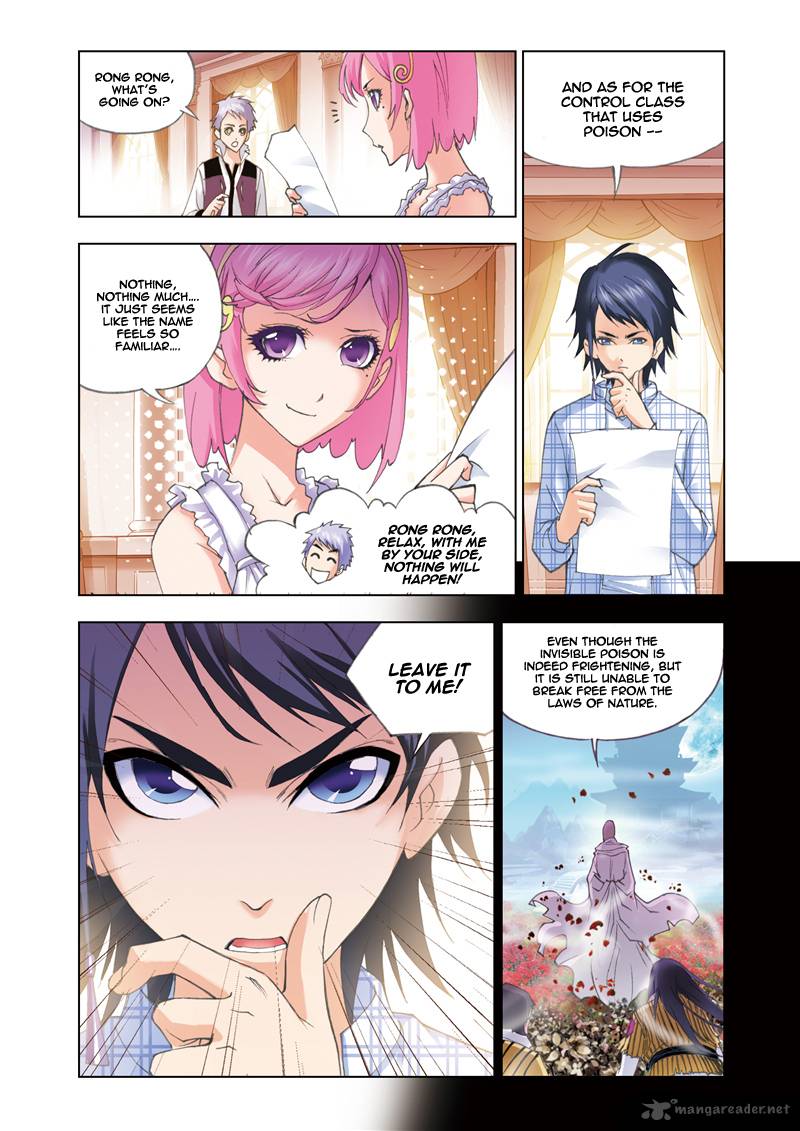 RONG RONG,
WHAT'S
GOING ON?
AND AS FOR THE
CONTROL CLASS
THAT USES
POISON --
NOTHING,
NOTHING MUCH....
IT JUST SEEMS
LIKE THE NAME
FEELS SO
FAMILIAR....
RONG RONG,
RELAX, WITH ME
BY YOUR SIDE,
NOTHING WILL
HAPPEN!
LEAVE IT
TO ME!
EVEN THOUGH THE
INVISIBLE POISON IS
INDEED FRIGHTENING, BUT
IT IS STILL UNABLE TO
BREAK FREE FROM THE
LAWS OF NATURE.
mangareader.net